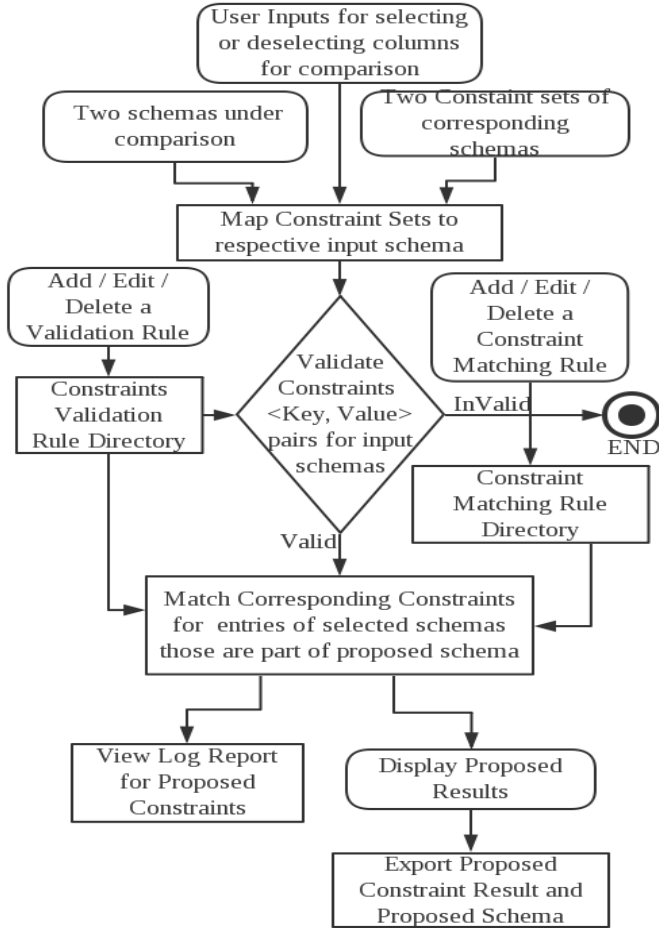 User Inputs for selecting
or deselecting columns
for comparison
Two schemas under
comparison
Two Constaint sets of
corresponding
schemas
Map Constraint Sets to
respective input schema
Add / Edit /
Delete a
Validation Rule
Add / Edit /
Delete a
Constraint
Matching Rule
Validate
Constraints
<Key, Value>
pairs for input
schemas
Constraints
Validation
Rule Directory
InValid
END
Constraint
Matching Rule
Directory
Valid
Match Corresponding Constraints
for entries of selected schemas
those are part of proposed schema
View Log Report
for Proposed
Constraints
Display Proposed
Results
Export Proposed
Constraint Result and
Proposed Schema